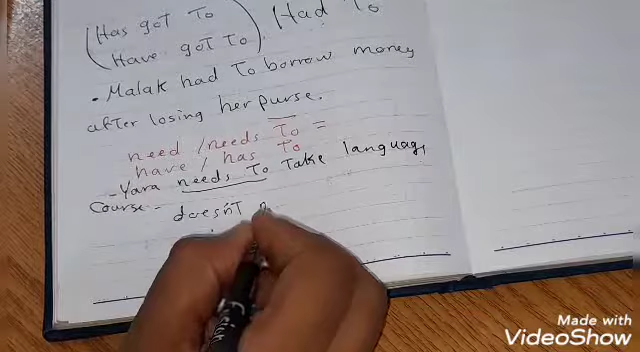 (Has got To Had To
Have got To).
. Malak had To borrow money
after losing her purse.
need / needs To =
have / has To
- Yara needs To Take language
Course - doesn't n
Made with
VideoShow